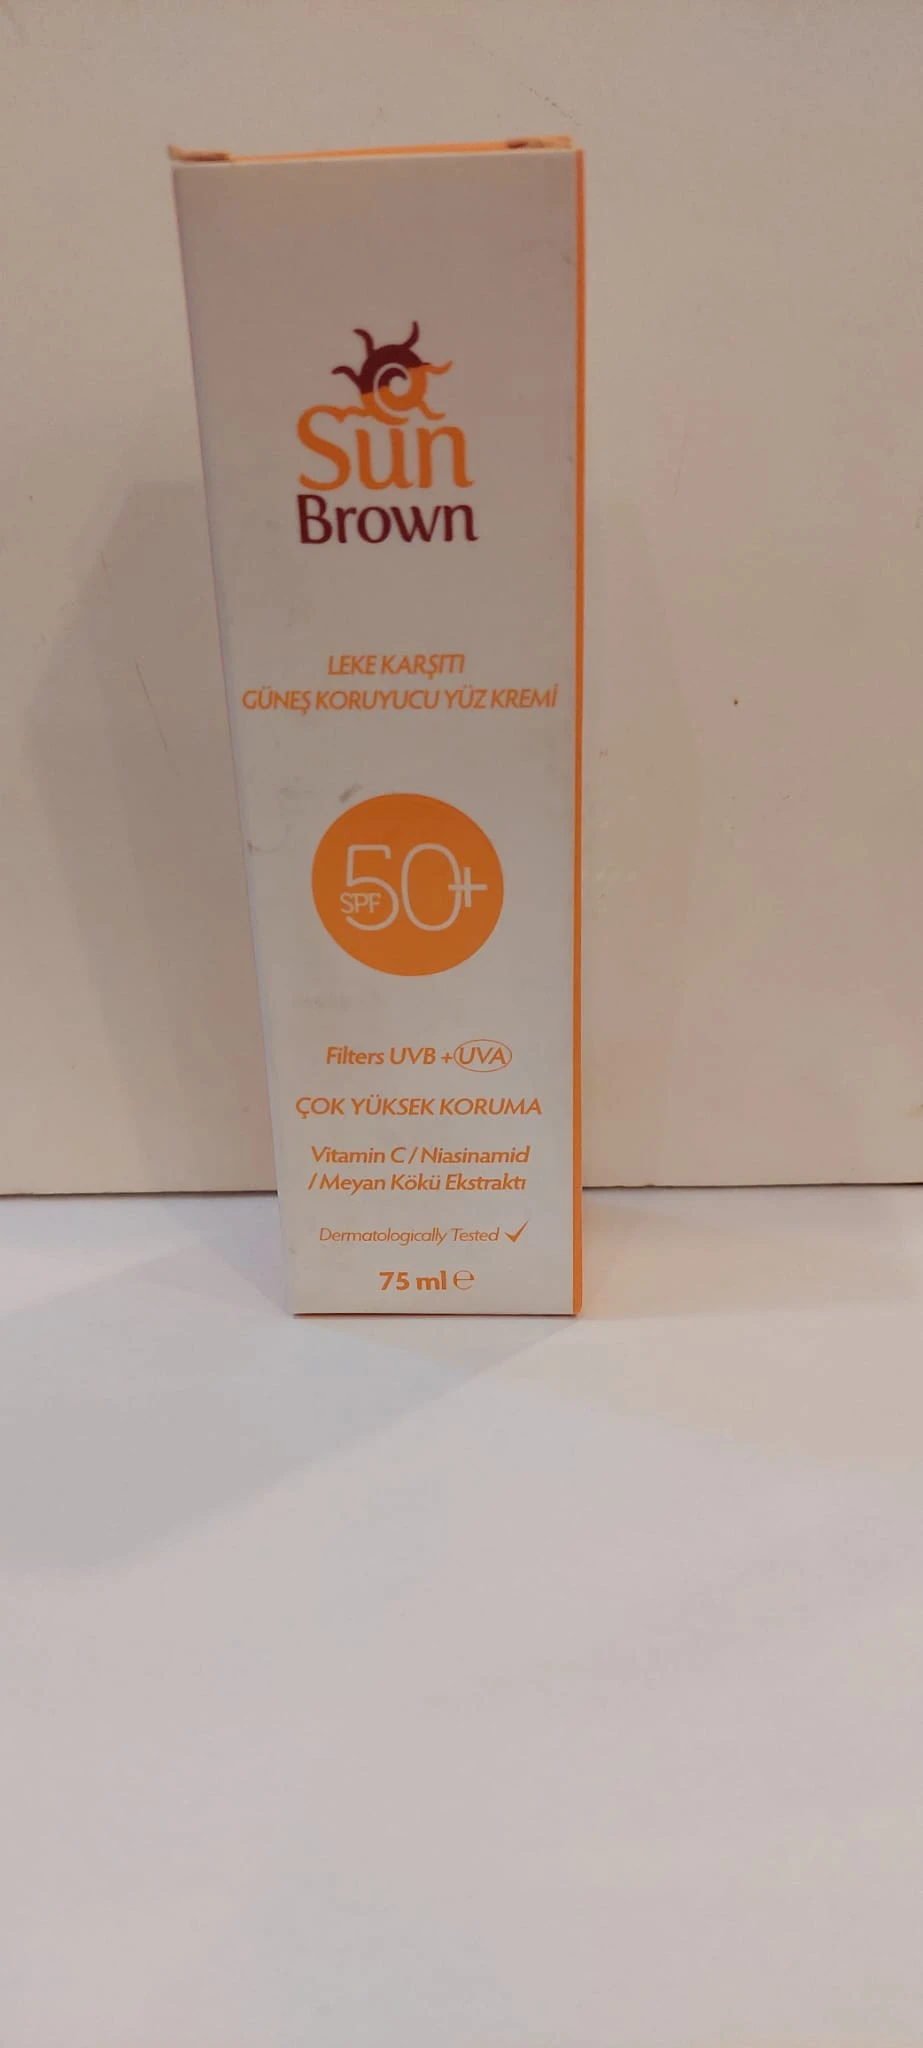 Sun
Brown
LEKE KARŞITI
GÜNEŞ KORUYUCU YÜZ KREMİ
SPF 50+
Filters UVB + UVA
ÇOK YÜKSEK KORUMA
Vitamin C / Niasinamid
/ Meyan Kökü Ekstraktı
Dermatologically Tested ✓
75 ml ℮